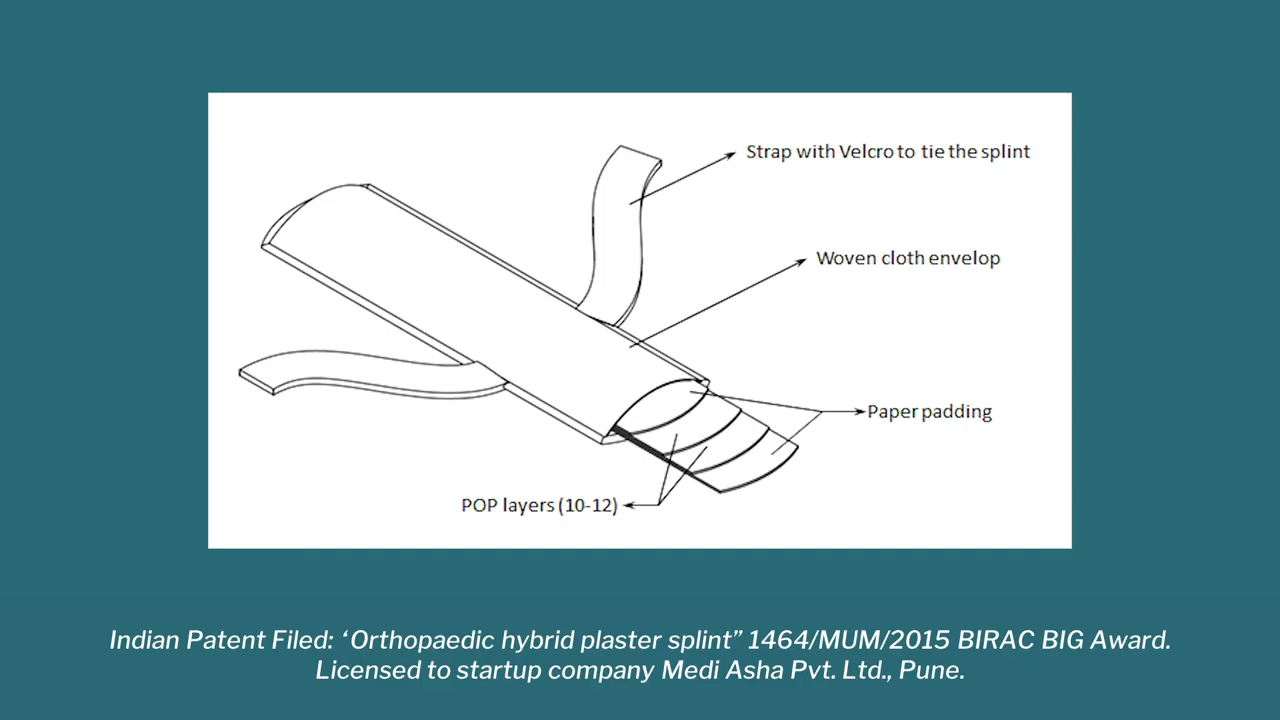 Strap with Velcro to tie the splint
Woven cloth envelop
Paper padding
POP layers (10-12)
Indian Patent Filed: ‘Orthopaedic hybrid plaster splint” 1464/MUM/2015 BIRAC BIG Award.
Licensed to startup company Medi Asha Pvt. Ltd., Pune.